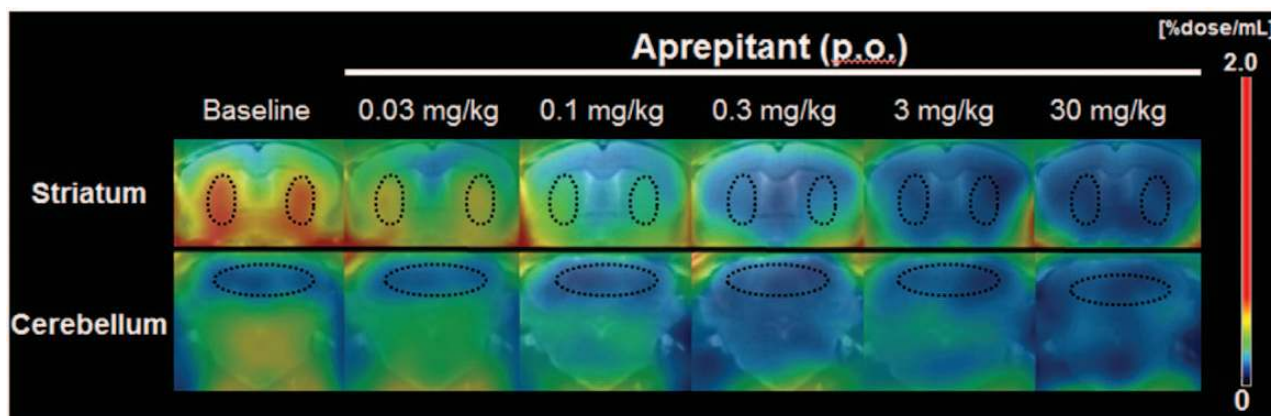 [%dose/mL]
Aprepitant (p.o.)
2.0
Baseline 0.03 mg/kg 0.1 mg/kg 0.3 mg/kg 3 mg/kg 30 mg/kg
Striatum
Cerebellum
0